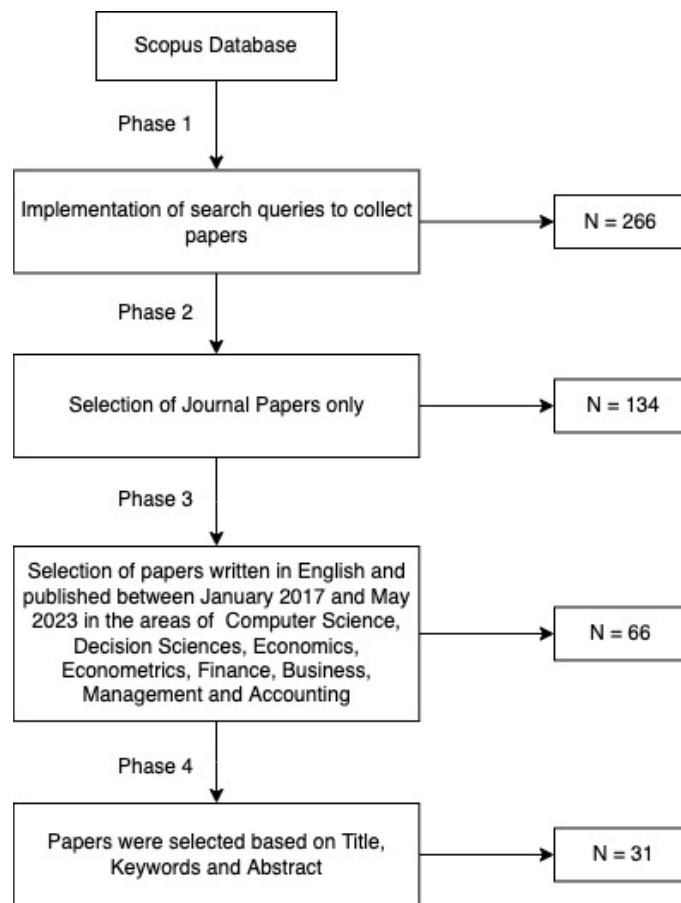 Scopus Database
Phase 1
Implementation of search queries to collect
papers
N = 266
Phase 2
Selection of Journal Papers only
N = 134
Phase 3
Selection of papers written in English and
published between January 2017 and May
2023 in the areas of Computer Science,
Decision Sciences, Economics,
Econometrics, Finance, Business,
Management and Accounting
N = 66
Phase 4
Papers were selected based on Title,
Keywords and Abstract
N = 31